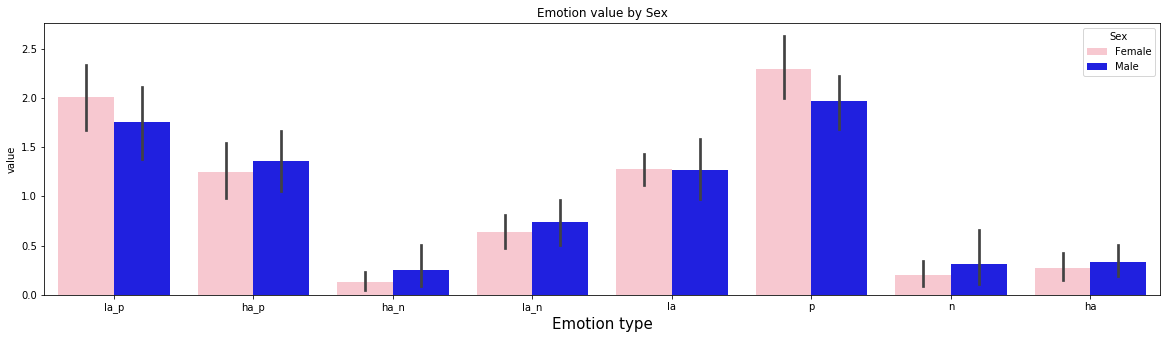 Emotion value by Sex
Sex
Female
Male
value
2.5
2.0
1.5
1.0
0.5
0.0
la_p ha_p ha_n la_n la p n ha
Emotion type